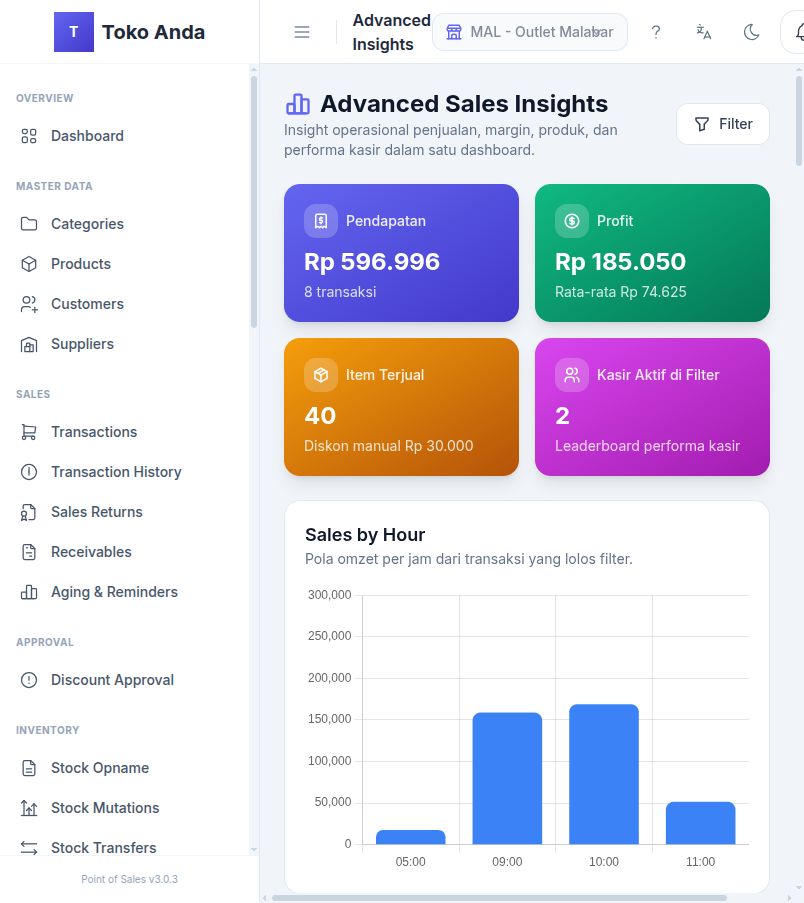 T
Toko Anda
Advanced
Insights
MAL - Outlet Malabar
OVERVIEW
Dashboard
MASTER DATA
Categories
Products
Customers
Suppliers
SALES
Transactions
Transaction History
Sales Returns
Receivables
Aging & Reminders
APPROVAL
Discount Approval
INVENTORY
Stock Opname
Stock Mutations
Stock Transfers
Point of Sales v3.0.3
Advanced Sales Insights
Insight operasional penjualan, margin, produk, dan
performa kasir dalam satu dashboard.
Filter
Pendapatan
Rp 596.996
8 transaksi
Profit
Rp 185.050
Rata-rata Rp 74.625
Item Terjual
40
Diskon manual Rp 30.000
Kasir Aktif di Filter
2
Leaderboard performa kasir
Sales by Hour
Pola omzet per jam dari transaksi yang lolos filter.
300,000
250,000
200,000
150,000
100,000
50,000
0
05:00
09:00
10:00
11:00